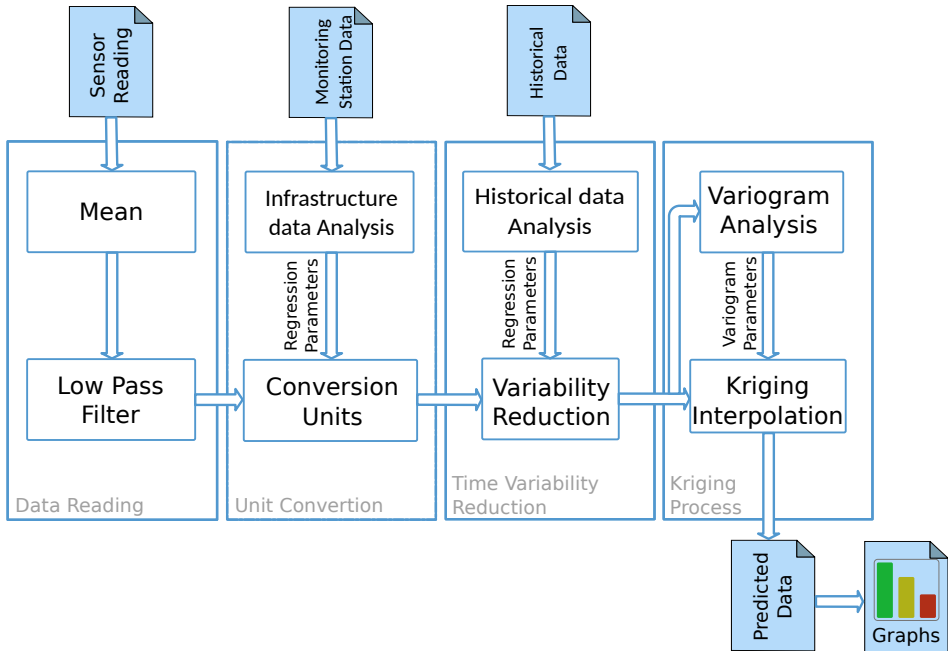 Sensor
Reading
Monitoring
Station Data
Historical
Data
Mean
Infrastructure
data Analysis
Historical data
Analysis
Variogram
Analysis
Regression
Parameters
Regression
Parameters
Variogram
Parameters
Low Pass
Filter
Conversion
Units
Variability
Reduction
Kriging
Interpolation
Data Reading
Unit Convertion
Time Variability
Reduction
Kriging
Process
Predicted
Data
Graphs